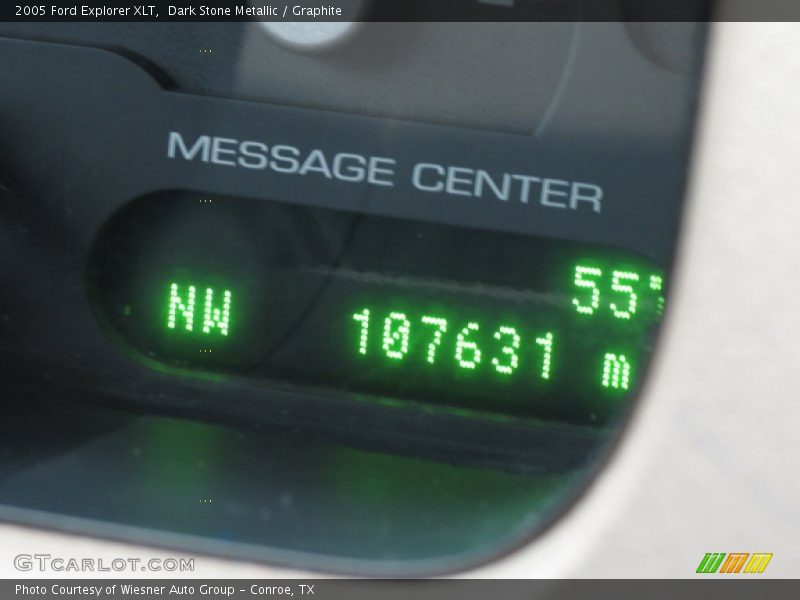 2005 Ford Explorer XLT, Dark Stone Metallic / Graphite
MESSAGE CENTER
55°
NW 107631 m
GTCARLOT.COM
Photo Courtesy of Wiesner Auto Group - Conroe, TX